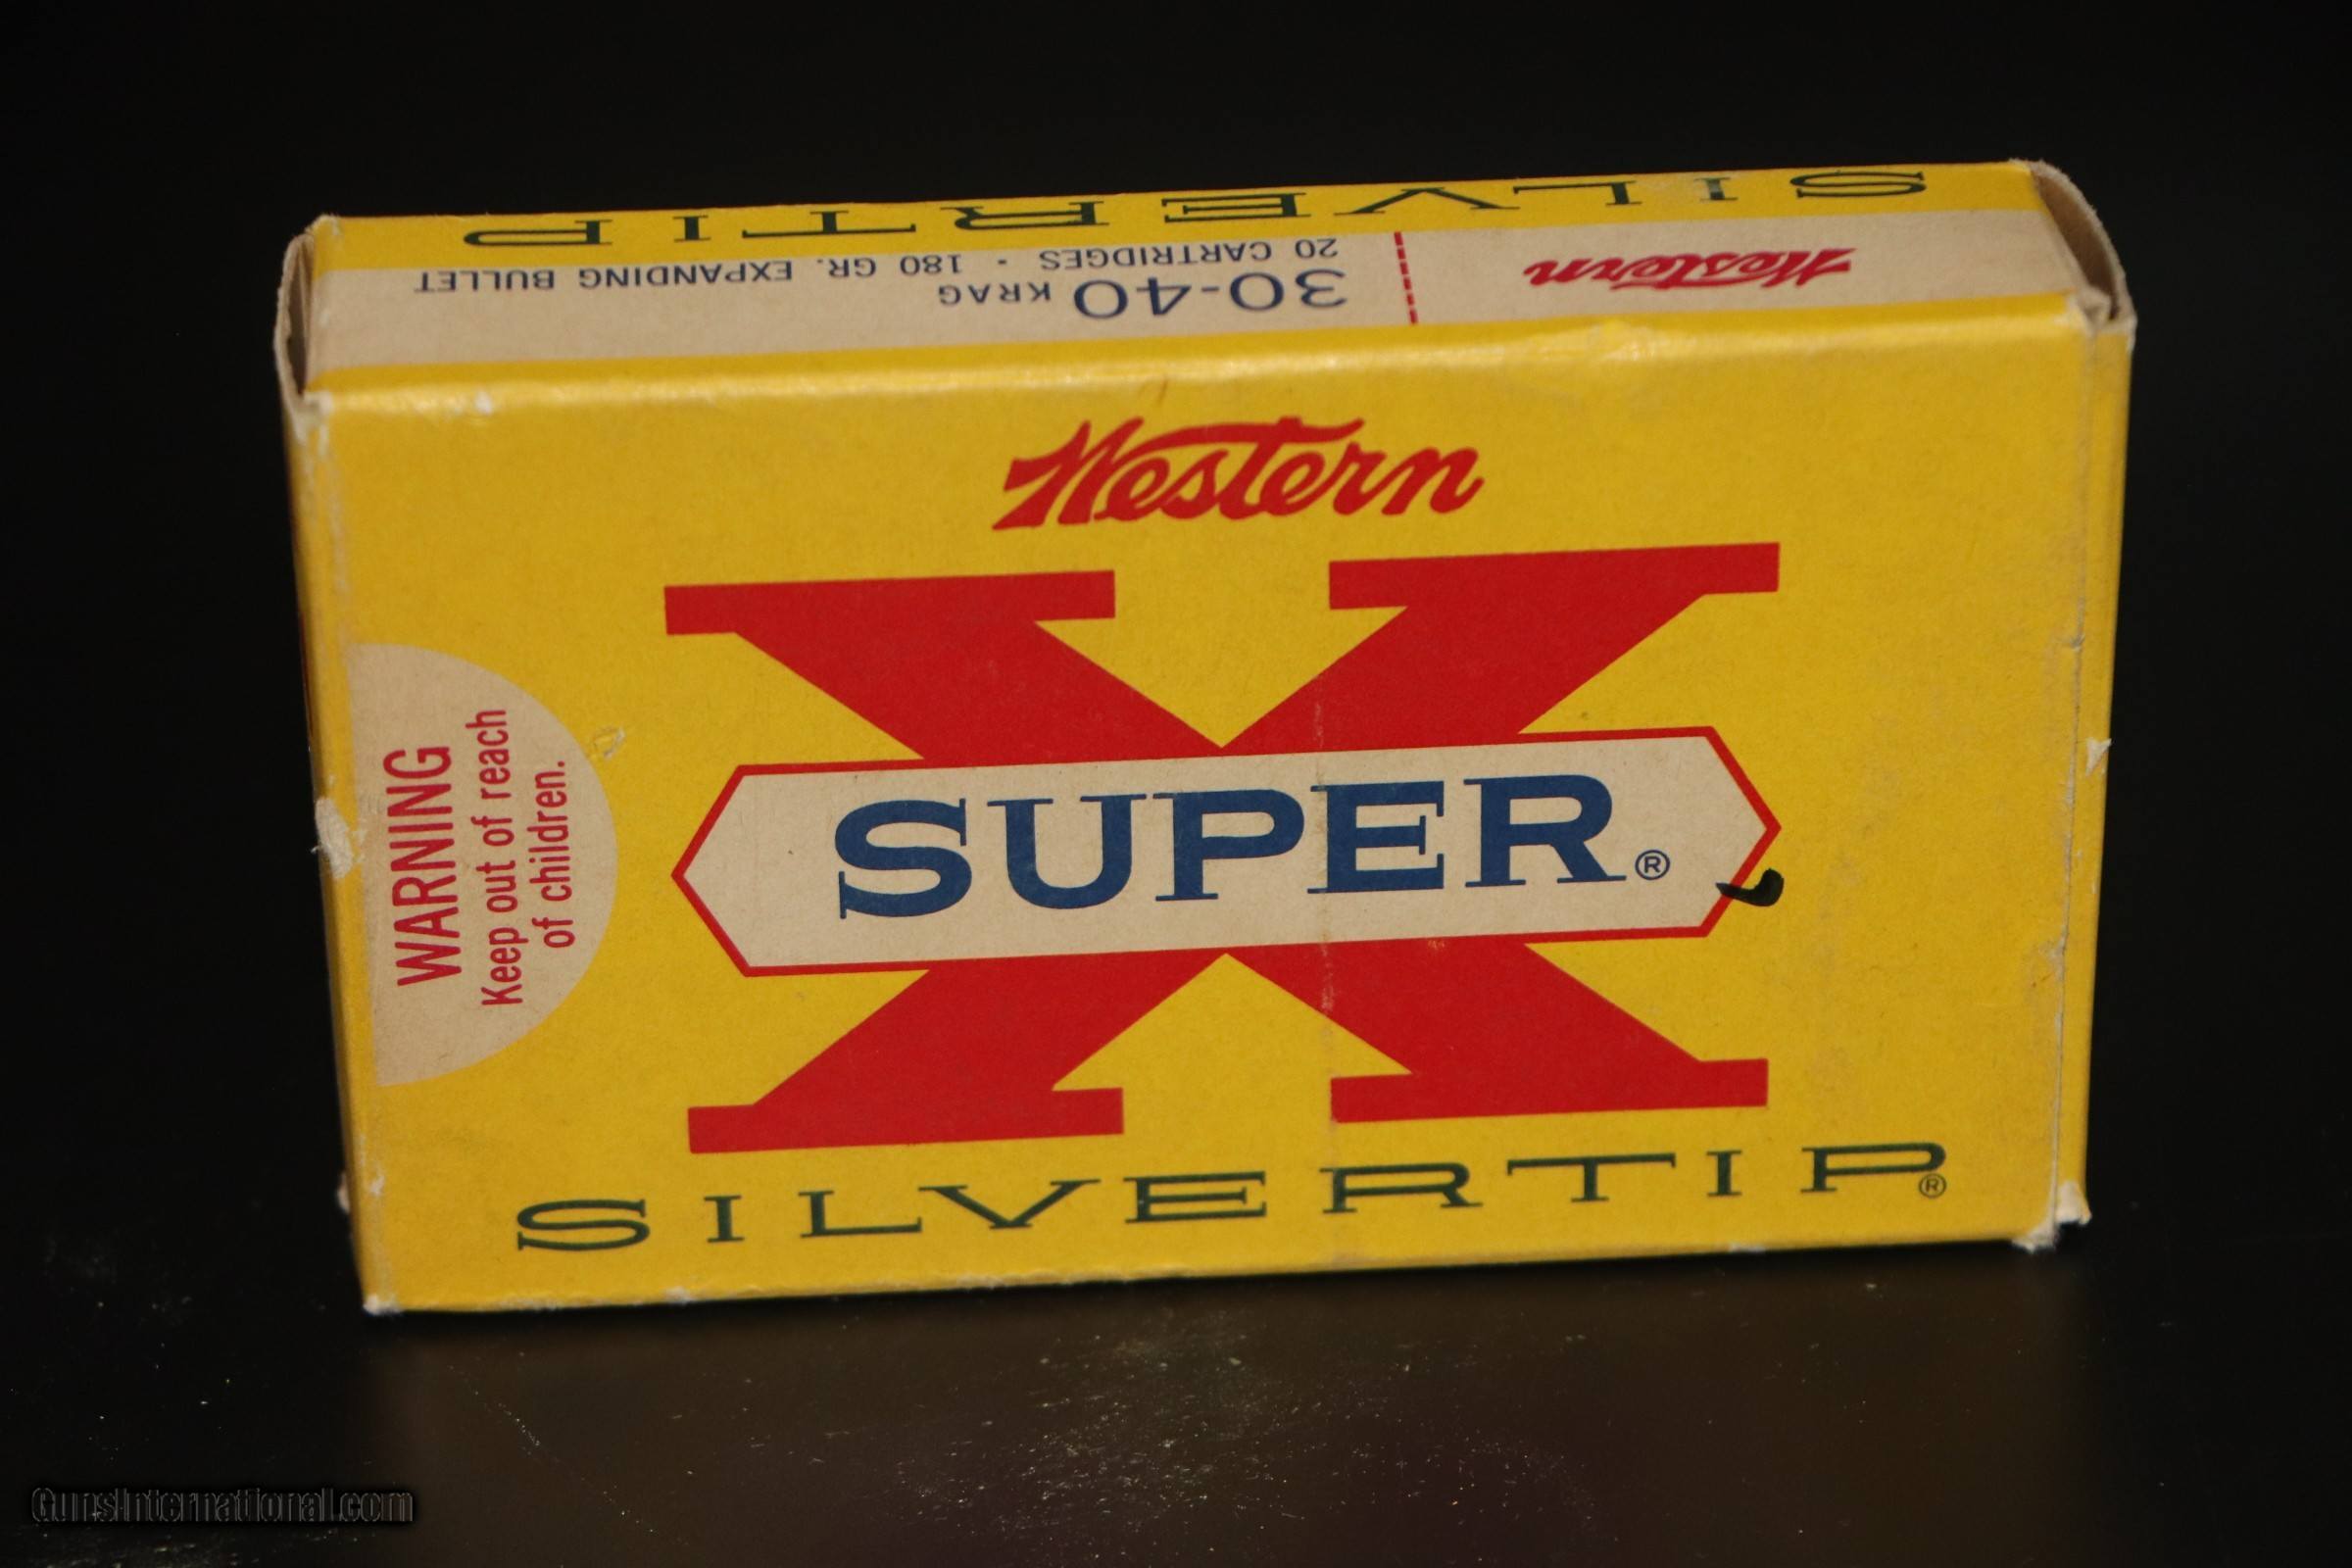 SILVERTIP
Western
30-40 KRAG
20 CARTRIDGES - 180 GR. EXPANDING BULLET
Western
X
SUPER®
SILVERTIP®
WARNING
Keep out of reach
of children.
GunsInternational.com